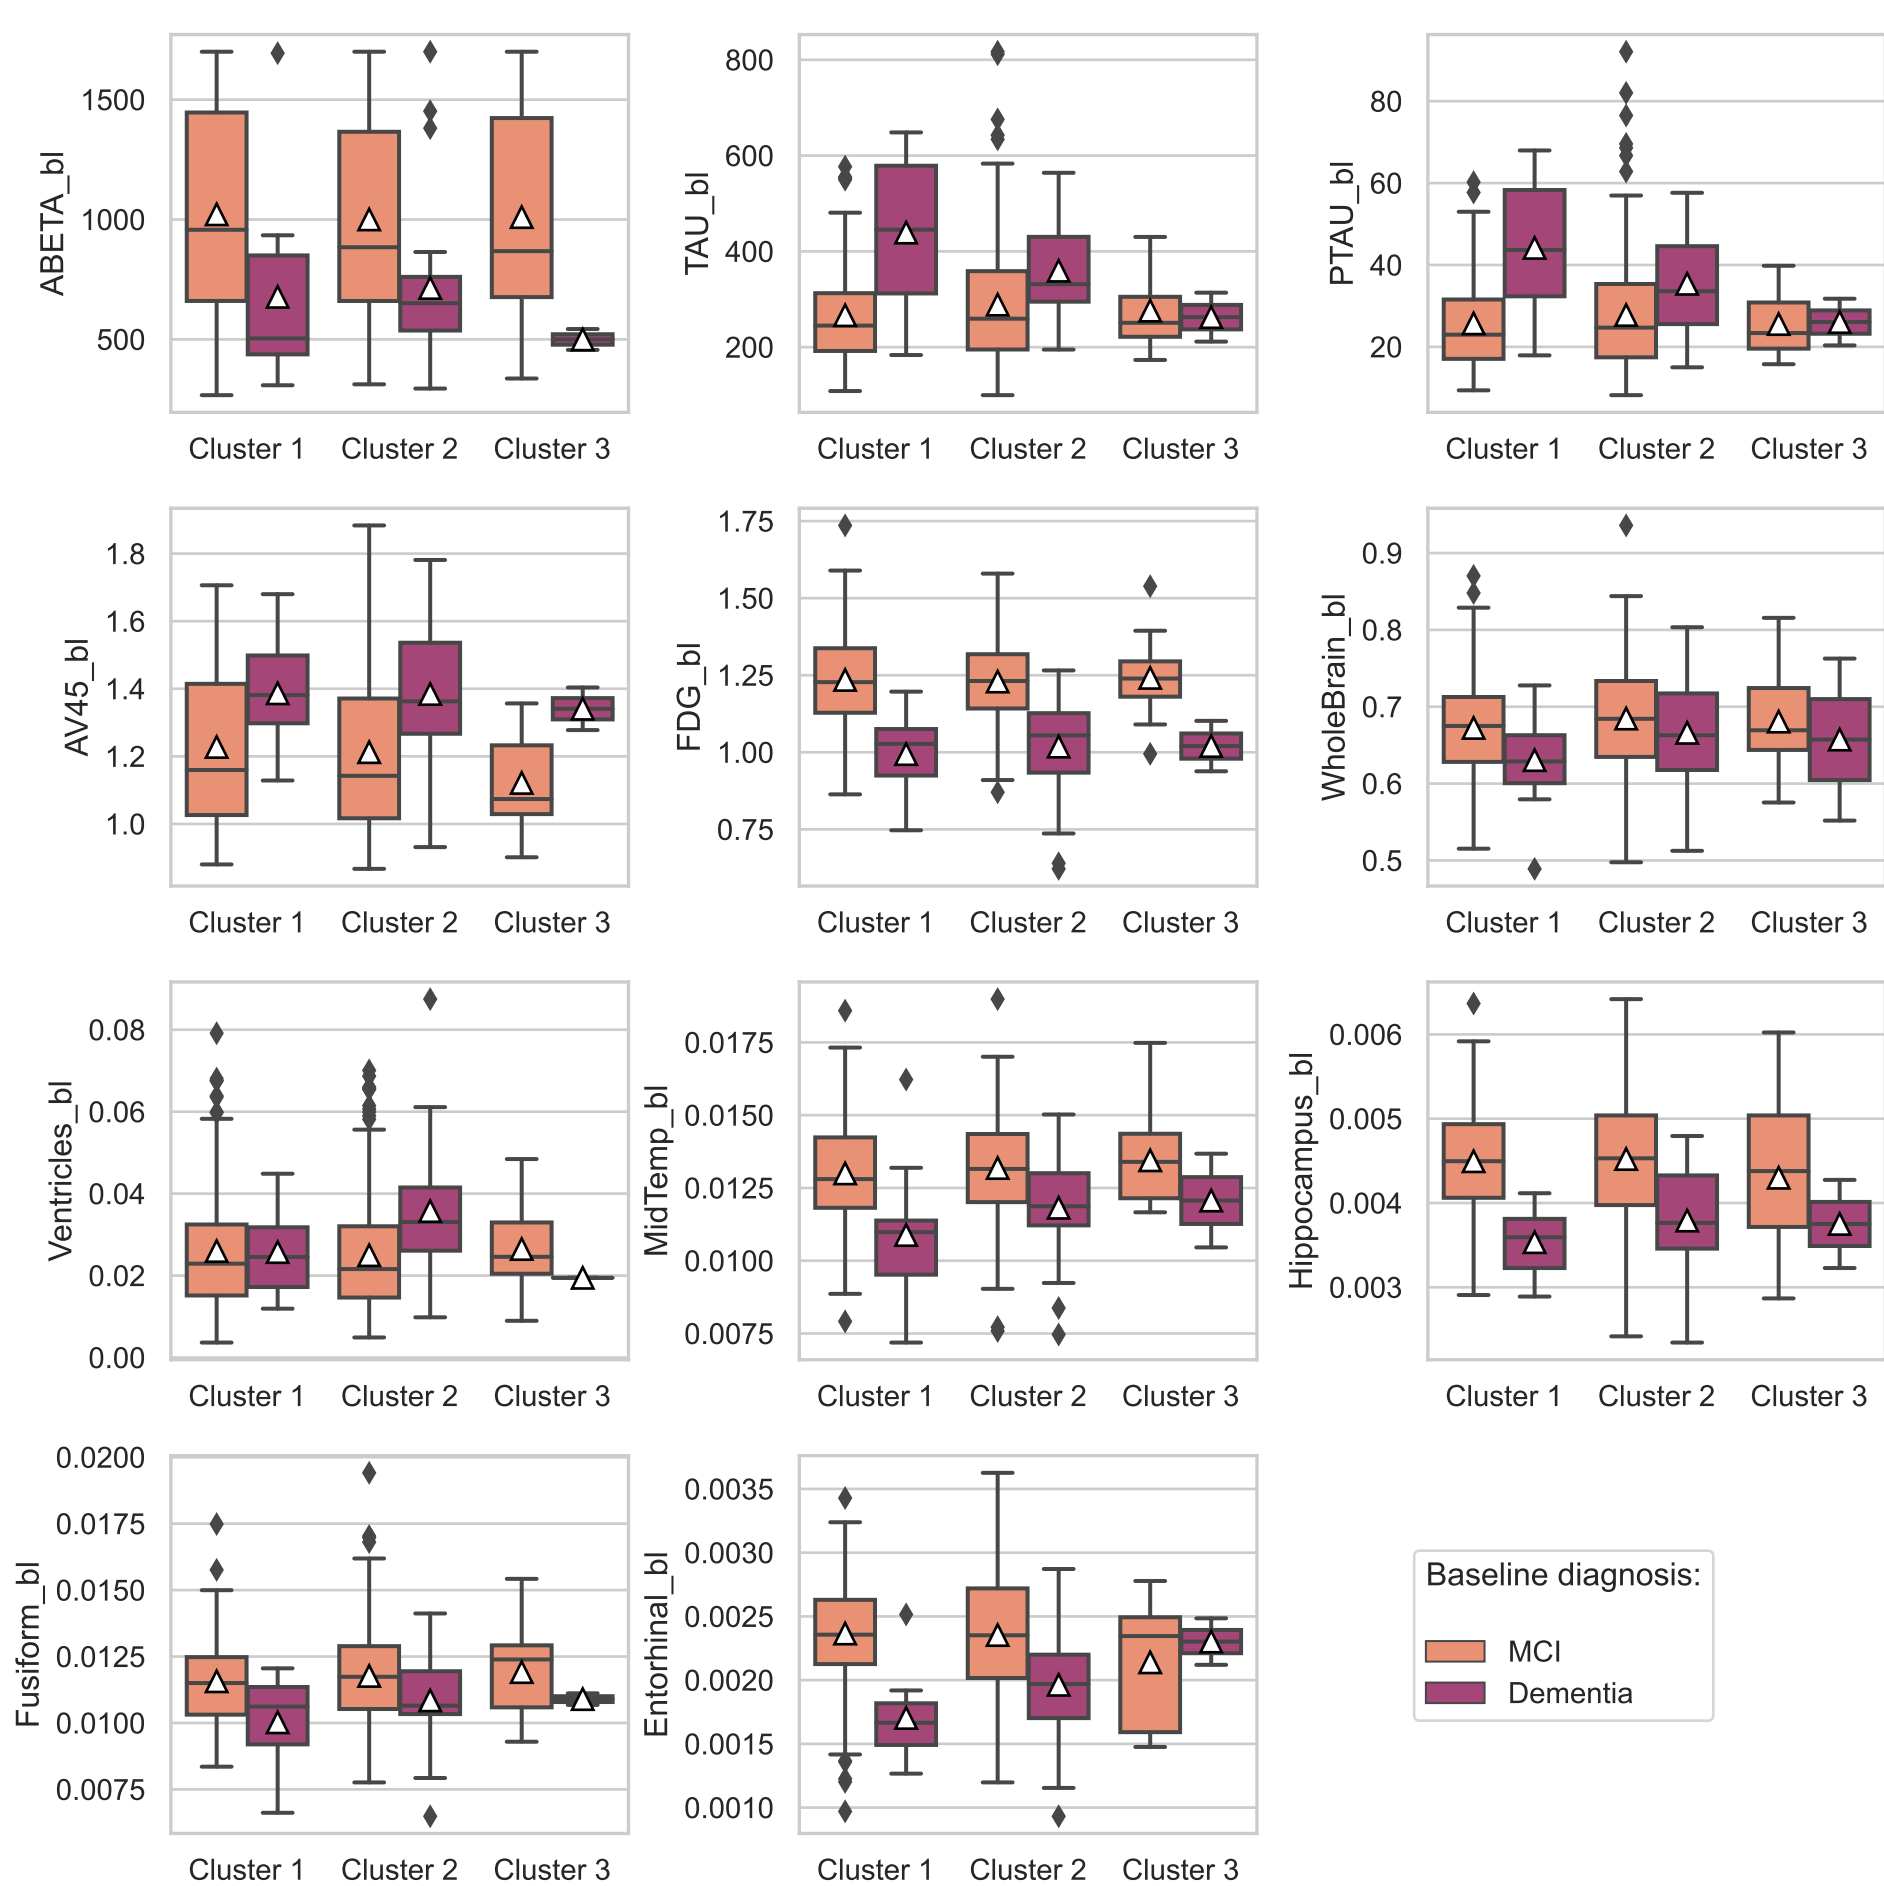 ABETA_bl
1500
1000
500
Cluster 1
Cluster 2
Cluster 3
TAU_bl
800
600
400
200
Cluster 1
Cluster 2
Cluster 3
PTAU_bl
80
60
40
20
Cluster 1
Cluster 2
Cluster 3
AV45_bl
1.8
1.6
1.4
1.2
1.0
Cluster 1
Cluster 2
Cluster 3
FDG_bl
1.75
1.50
1.25
1.00
0.75
Cluster 1
Cluster 2
Cluster 3
WholeBrain_bl
0.9
0.8
0.7
0.6
0.5
Cluster 1
Cluster 2
Cluster 3
Ventricles_bl
0.08
0.06
0.04
0.02
0.00
Cluster 1
Cluster 2
Cluster 3
MidTemp_bl
0.0175
0.0150
0.0125
0.0100
0.0075
Cluster 1
Cluster 2
Cluster 3
Hippocampus_bl
0.006
0.005
0.004
0.003
Cluster 1
Cluster 2
Cluster 3
Fusiform_bl
0.0200
0.0175
0.0150
0.0125
0.0100
0.0075
Cluster 1
Cluster 2
Cluster 3
Entorhinal_bl
0.0035
0.0030
0.0025
0.0020
0.0015
0.0010
Cluster 1
Cluster 2
Cluster 3
Baseline diagnosis:
MCI
Dementia